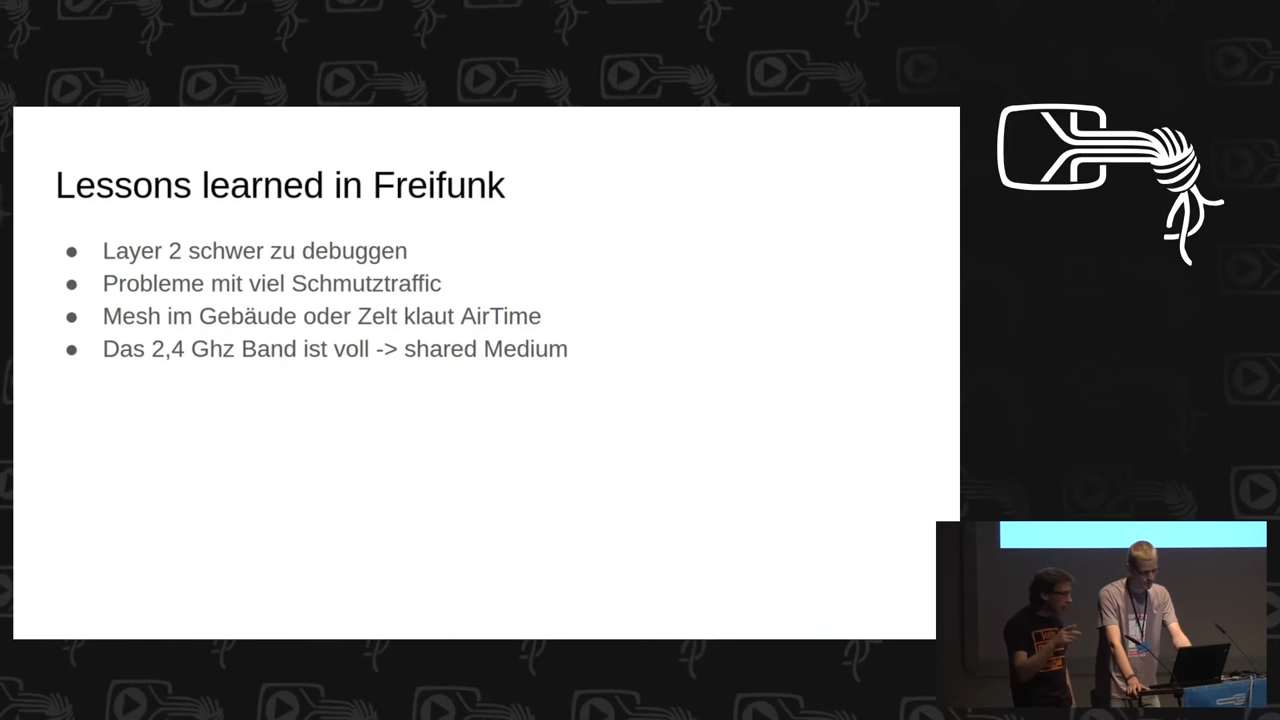 Lessons learned in Freifunk
● Layer 2 schwer zu debuggen
● Probleme mit viel Schmutztraffic
● Mesh im Gebäude oder Zelt klaut AirTime
● Das 2,4 Ghz Band ist voll -> shared Medium